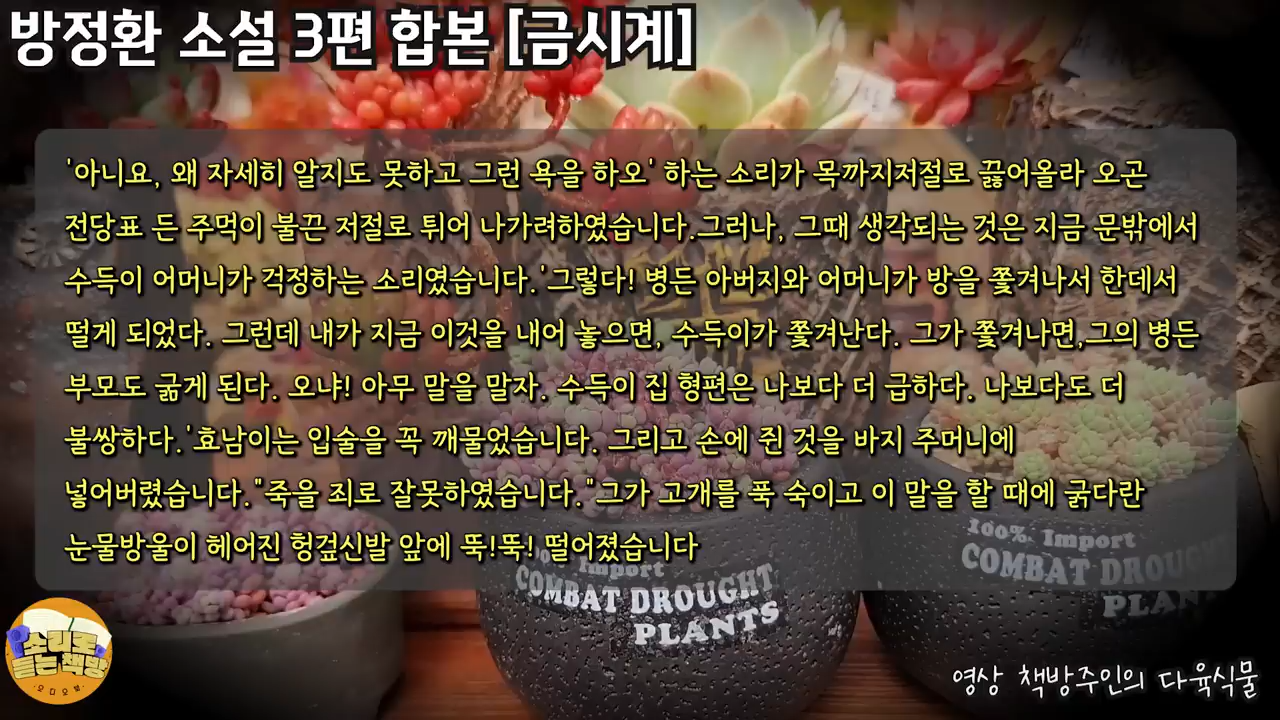 방정환 소설 3편 합본 [금시계]
'아니요, 왜 자세히 알지도 못하고 그런 욕을 하오' 하는 소리가 목까지저절로 끓어올라 오곤
전당표 든 주먹이 불끈 저절로 튀어 나가려하였습니다.그러나, 그때 생각되는 것은 지금 문밖에서
수득이 어머니가 걱정하는 소리였습니다.'그렇다! 병든 아버지와 어머니가 방을 쫓겨나서 한데서
떨게 되었다. 그런데 내가 지금 이것을 내어 놓으면, 수득이가 쫓겨난다. 그가 쫓겨나면,그의 병든
부모도 굶게 된다. 오냐! 아무 말을 말자. 수득이 집 형편은 나보다 더 급하다. 나보다도 더
불쌍하다.'효남이는 입술을 꼭 깨물었습니다. 그리고 손에 쥔 것을 바지 주머니에
넣어버렸습니다."죽을 죄로 잘못하였습니다."그가 고개를 푹 숙이고 이 말을 할 때에 굵다란
눈물방울이 헤어진 헝겊신발 앞에 뚝!뚝! 떨어졌습니다
Import
COMBAT DROUGHT
PLANTS
100% Import
COMBAT DROUGHT
PLAN
소리로
듣는 책방
오디오북
영상 책방주인의 다육식물